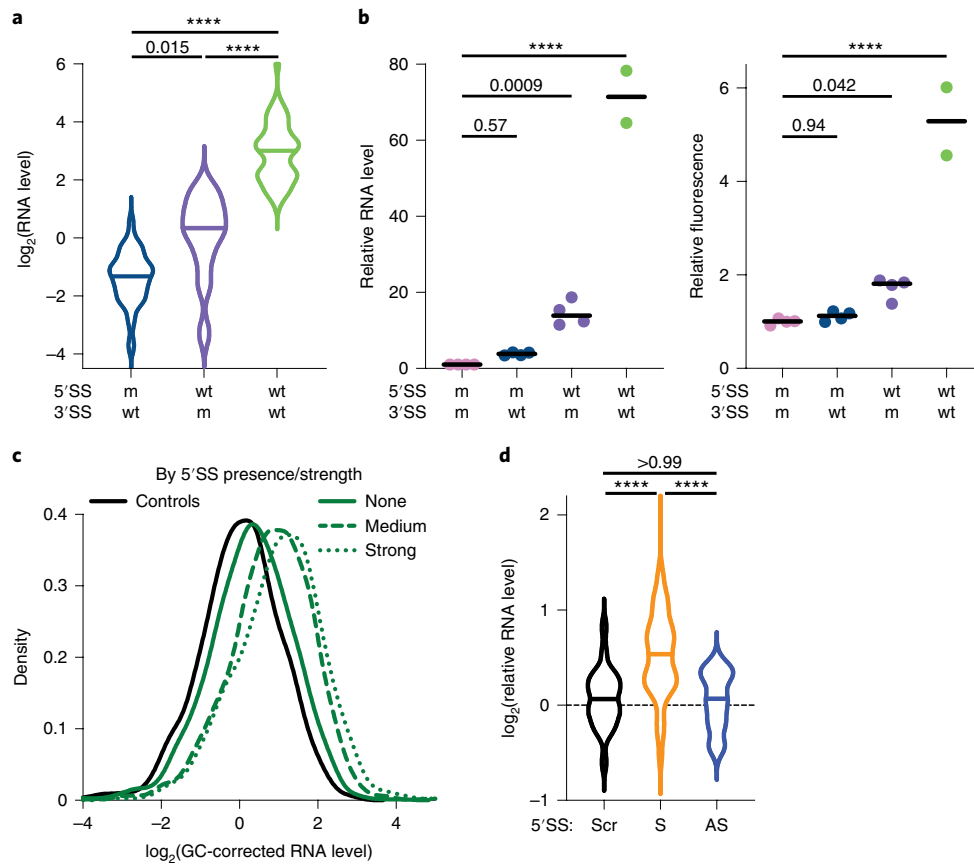 a
****
0.015 ****
log2(RNA level)
6
4
2
0
−2
−4
5′SS m wt wt
3′SS wt m wt
b
****
0.0009
0.57
Relative RNA level
80
60
40
20
0
5′SS m m wt wt
3′SS m wt m wt
****
0.042
0.94
Relative fluorescence
6
4
2
0
m m wt wt
m wt m wt
c
By 5′SS presence/strength
Controls
None
Medium
Strong
Density
0.4
0.3
0.2
0.1
0
−4 −2 0 2 4
log2(GC-corrected RNA level)
d
>0.99
**** ****
log2(relative RNA level)
2
1
0
−1
5′SS: Scr S AS